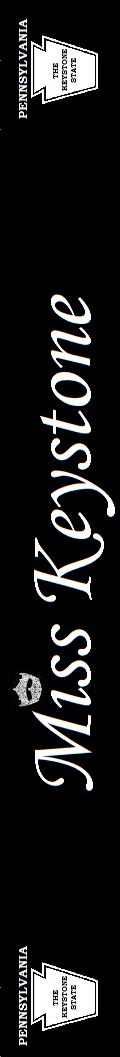 PENNSYLVANIA
THE
KEYSTONE
STATE
Miss Keystone
PENNSYLVANIA
THE
KEYSTONE
STATE